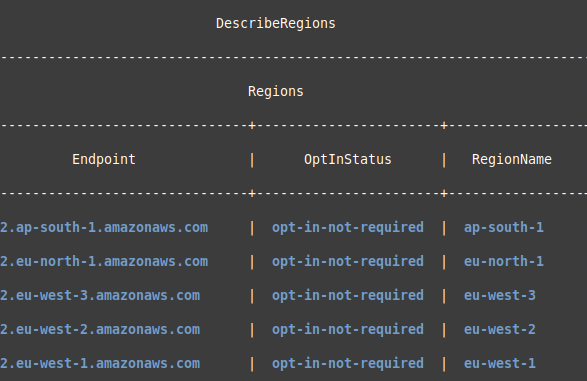 DescribeRegions
--------------------------------------------------------------------------
Regions
-------------------------------+-----------------------+------------------
Endpoint | OptInStatus | RegionName
-------------------------------+-----------------------+------------------
2.ap-south-1.amazonaws.com | opt-in-not-required | ap-south-1
2.eu-north-1.amazonaws.com | opt-in-not-required | eu-north-1
2.eu-west-3.amazonaws.com | opt-in-not-required | eu-west-3
2.eu-west-2.amazonaws.com | opt-in-not-required | eu-west-2
2.eu-west-1.amazonaws.com | opt-in-not-required | eu-west-1